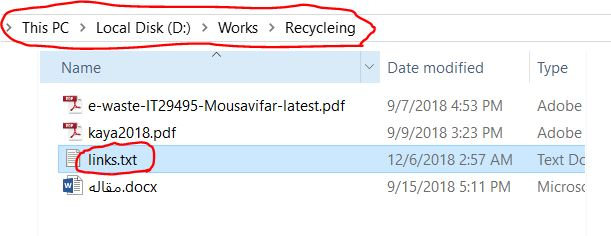 This PC > Local Disk (D:) > Works > Recycleing
Name Date modified Type
e-waste-IT29495-Mousavifar-latest.pdf 9/7/2018 4:53 PM Adobe
kaya2018.pdf 9/9/2018 3:23 PM Adobe
links.txt 12/6/2018 2:57 AM Text Do
مقاله.docx 9/15/2018 5:11 PM Microso